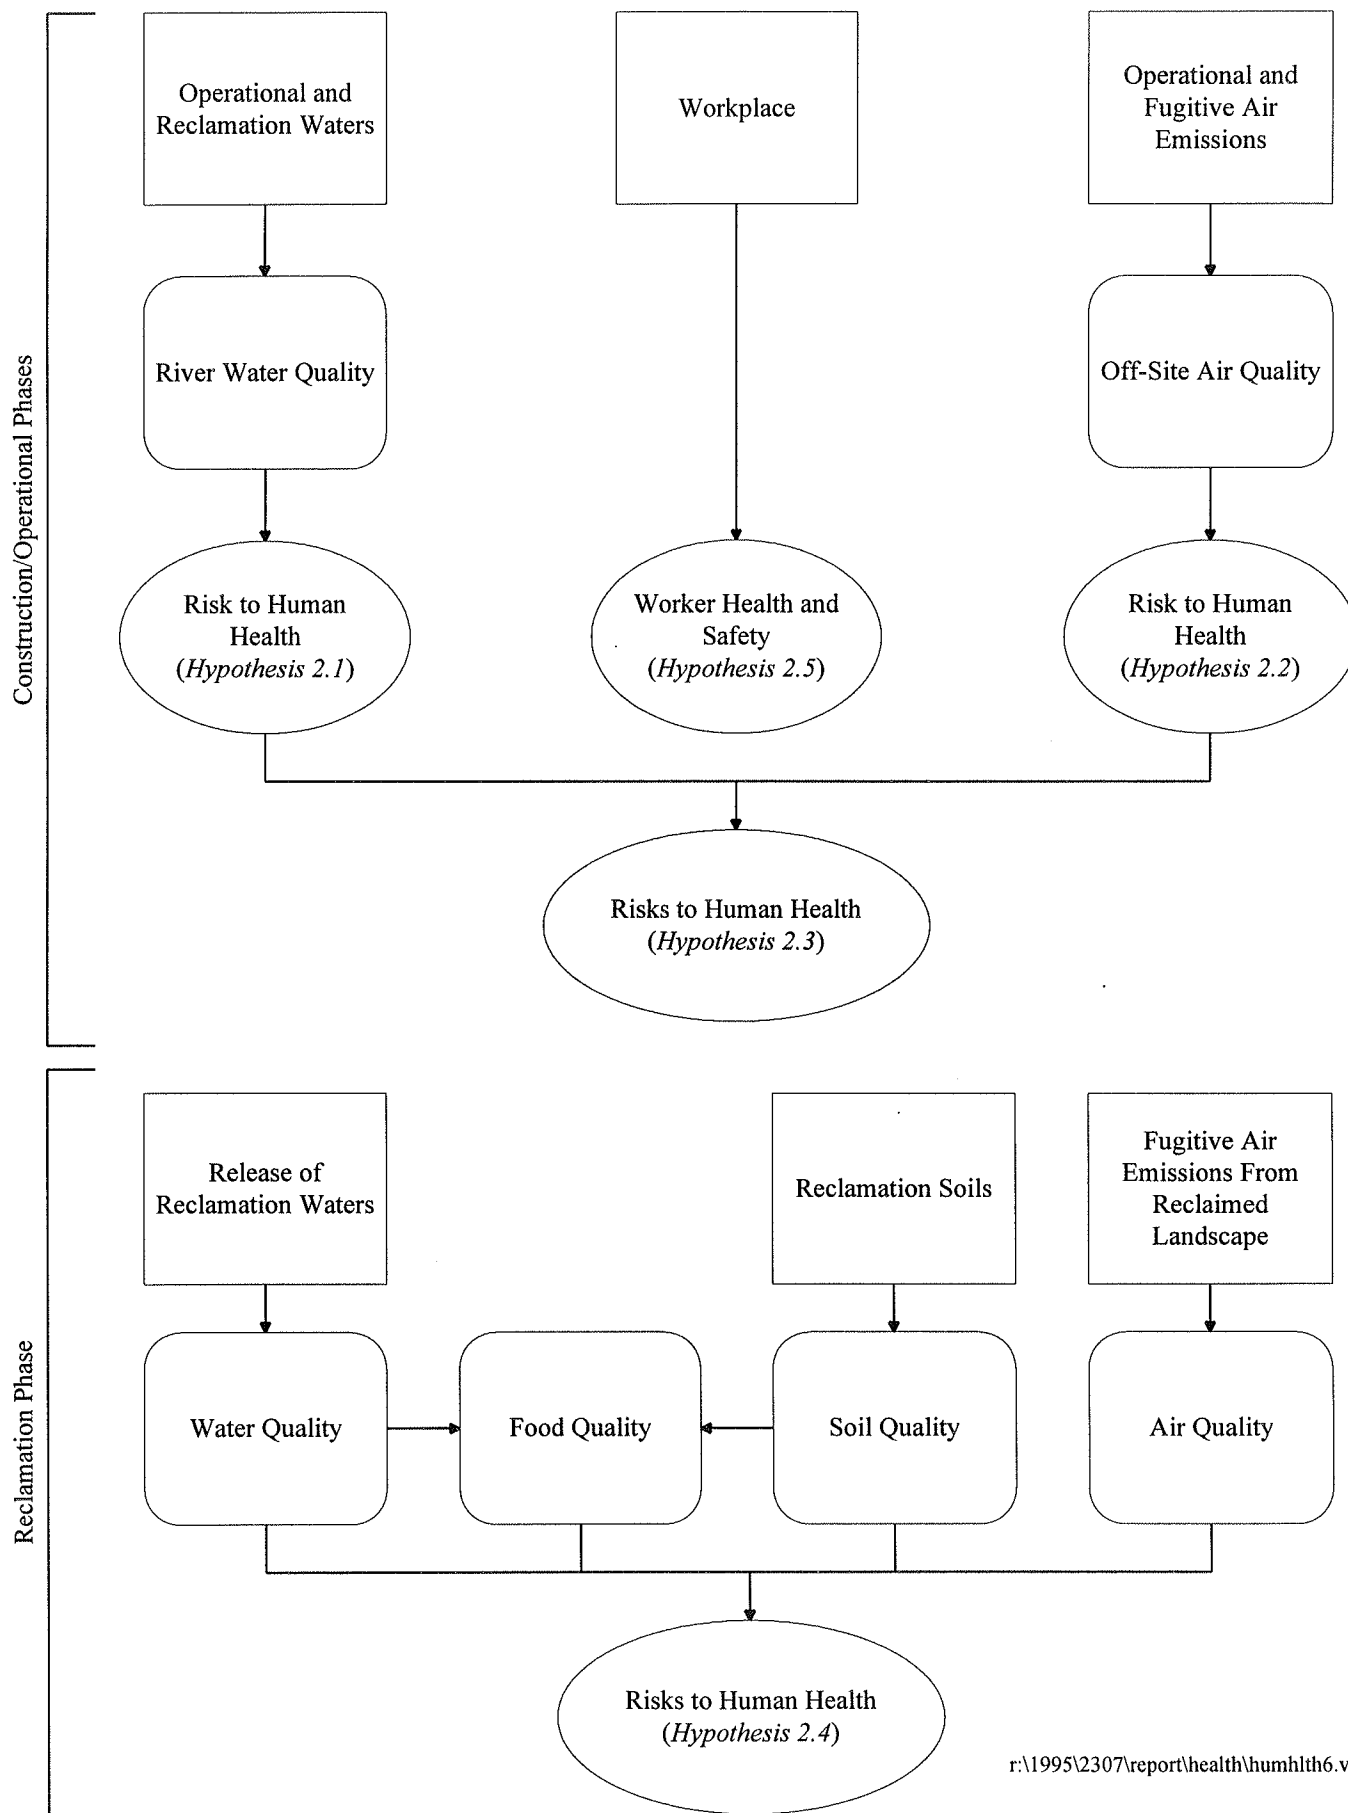 Construction/Operational Phases
Operational and
Reclamation Waters
Workplace
Operational and
Fugitive Air
Emissions
River Water Quality
Off-Site Air Quality
Risk to Human
Health
(Hypothesis 2.1)
Worker Health and
Safety
(Hypothesis 2.5)
Risk to Human
Health
(Hypothesis 2.2)
Risks to Human Health
(Hypothesis 2.3)
Reclamation Phase
Release of
Reclamation Waters
Reclamation Soils
Fugitive Air
Emissions From
Reclaimed
Landscape
Water Quality
Food Quality
Soil Quality
Air Quality
Risks to Human Health
(Hypothesis 2.4)
r:\1995\2307\report\health\humhlth6.v